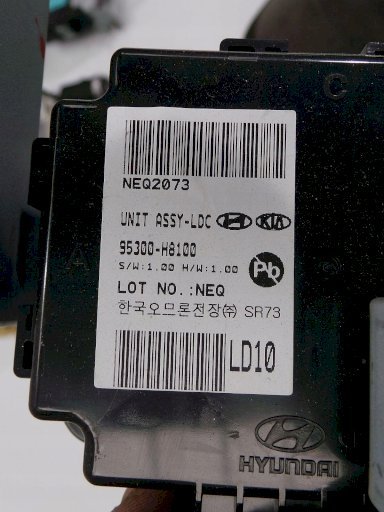 NEQ2073
UNIT ASSY-LDC KIA
95300-H8100
S/W:1.00 H/W:1.00
Pb
LOT NO.:NEQ
한국오므론전장㈜ SR73
LD10
HYUNDAI
C
A